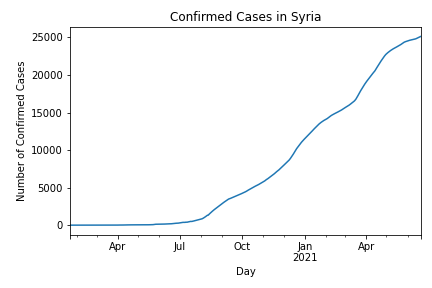 Confirmed Cases in Syria
Number of Confirmed Cases
25000
20000
15000
10000
5000
0
Apr Jul Oct Jan Apr
2021
Day